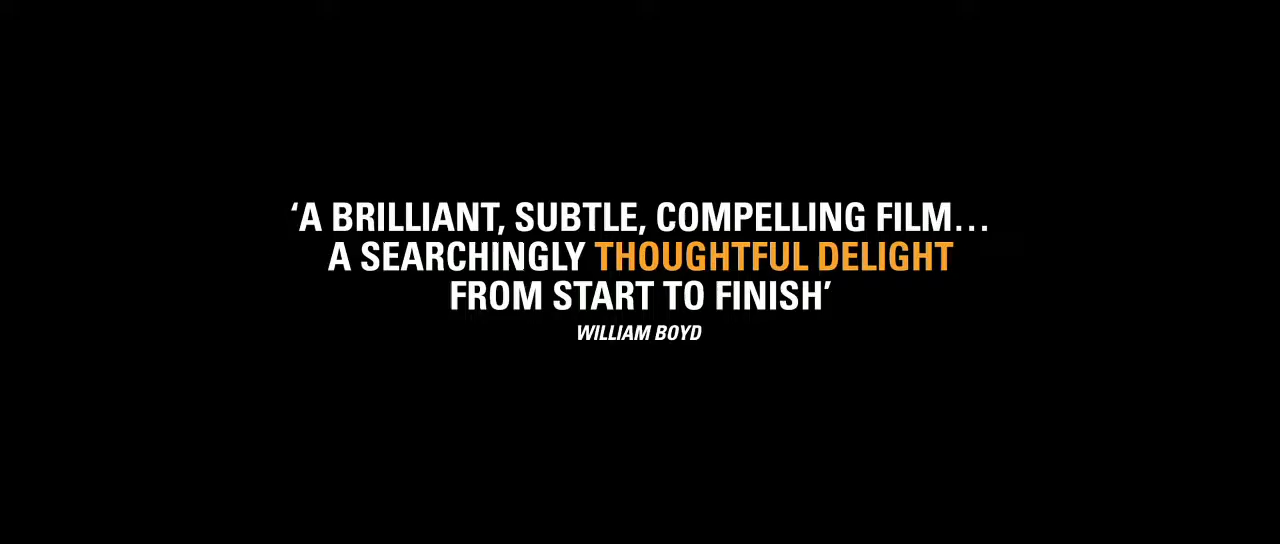 ‘A BRILLIANT, SUBTLE, COMPELLING FILM…
A SEARCHINGLY THOUGHTFUL DELIGHT
FROM START TO FINISH’
WILLIAM BOYD